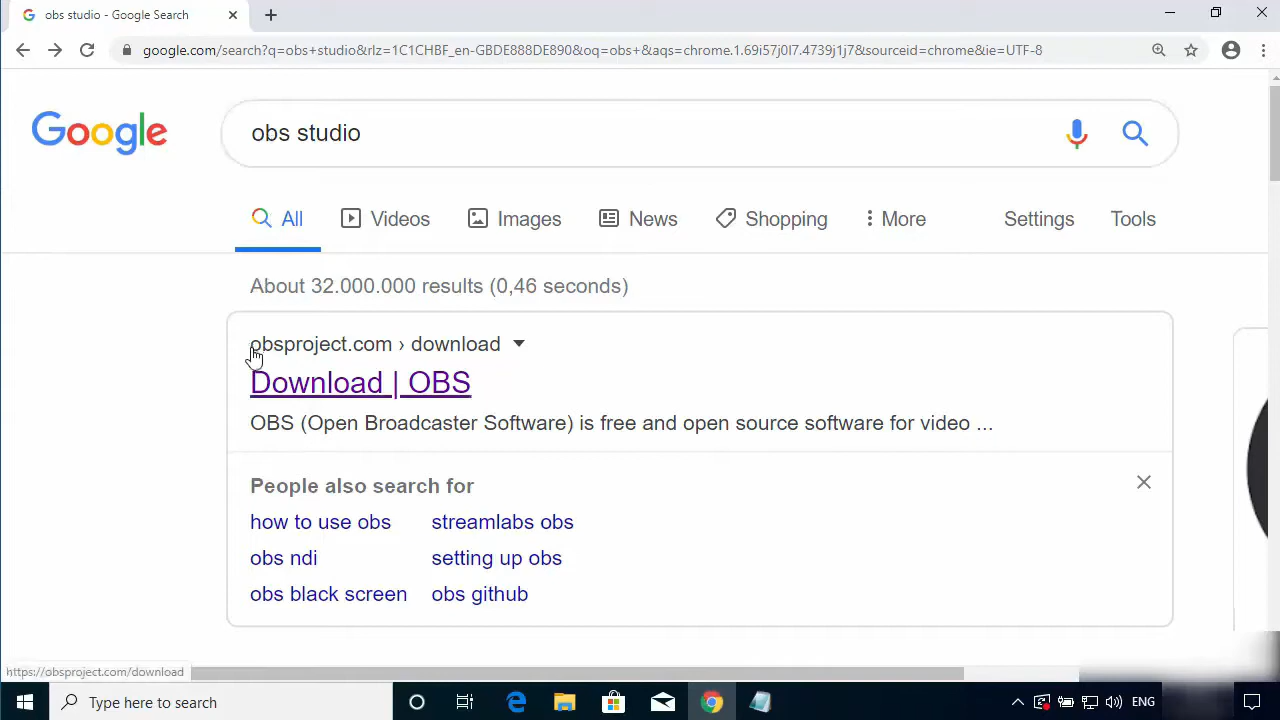 obs studio - Google Search
google.com/search?q=obs+studio&rlz=1C1CHBF_en-GBDE888DE890&oq=obs+&aqs=chrome.1.69i57j0l7.4739j1j7&sourceid=chrome&ie=UTF-8
Google
obs studio
All Videos Images News Shopping More Settings Tools
About 32.000.000 results (0,46 seconds)
obsproject.com › download
Download | OBS
OBS (Open Broadcaster Software) is free and open source software for video ...
People also search for
how to use obs streamlabs obs
obs ndi setting up obs
obs black screen obs github
https://obsproject.com/download
Type here to search
ENG